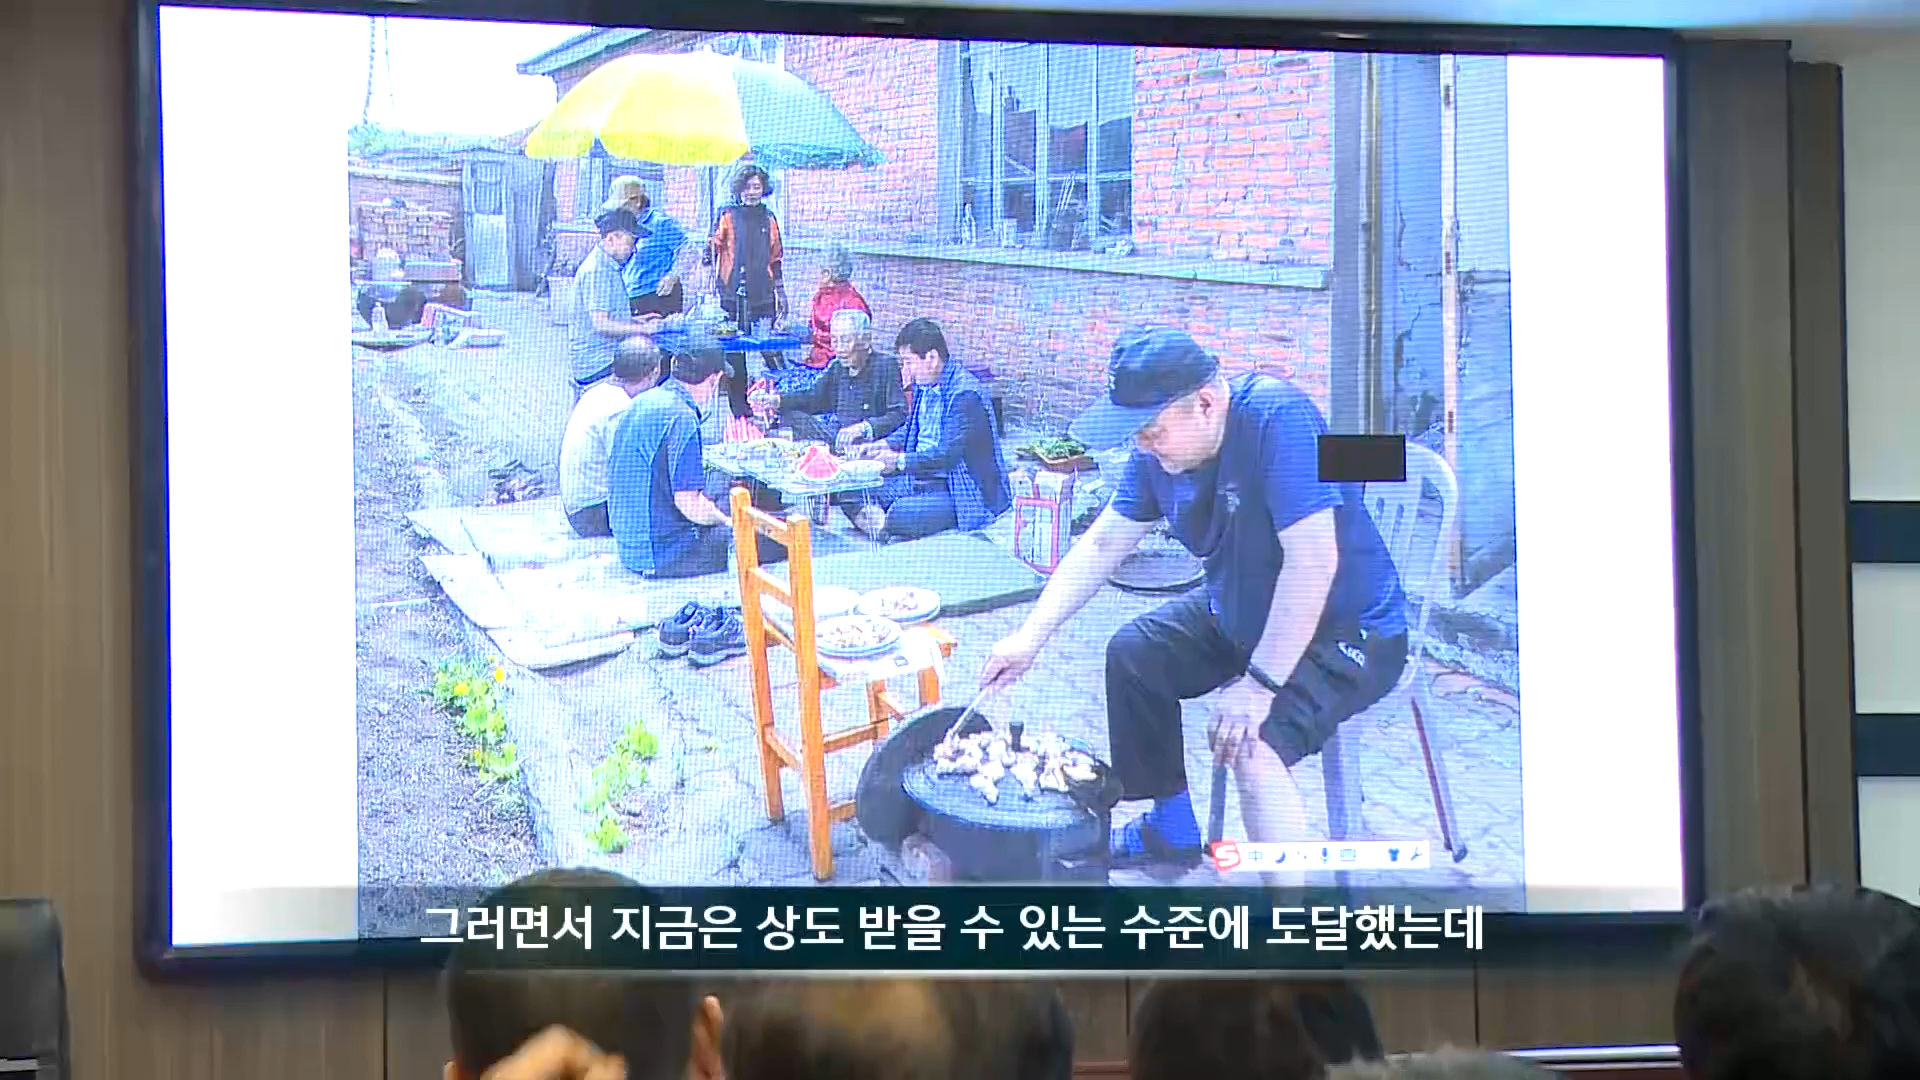 中
그러면서 지금은 상도 받을 수 있는 수준에 도달했는데